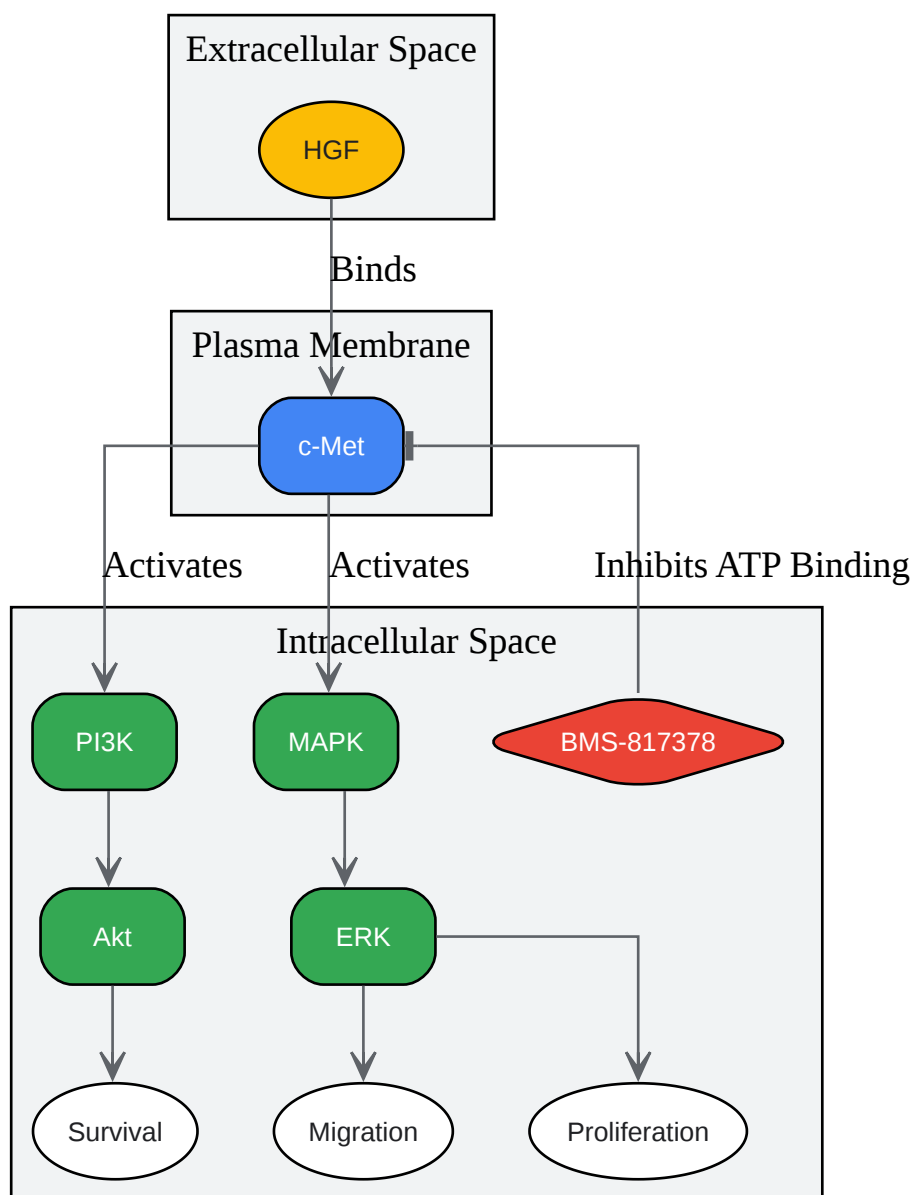 Extracellular Space
HGF
Binds
Plasma Membrane
c-Met
Activates
Activates
Inhibits ATP Binding
Intracellular Space
PI3K
MAPK
BMS-817378
Akt
ERK
Survival
Migration
Proliferation